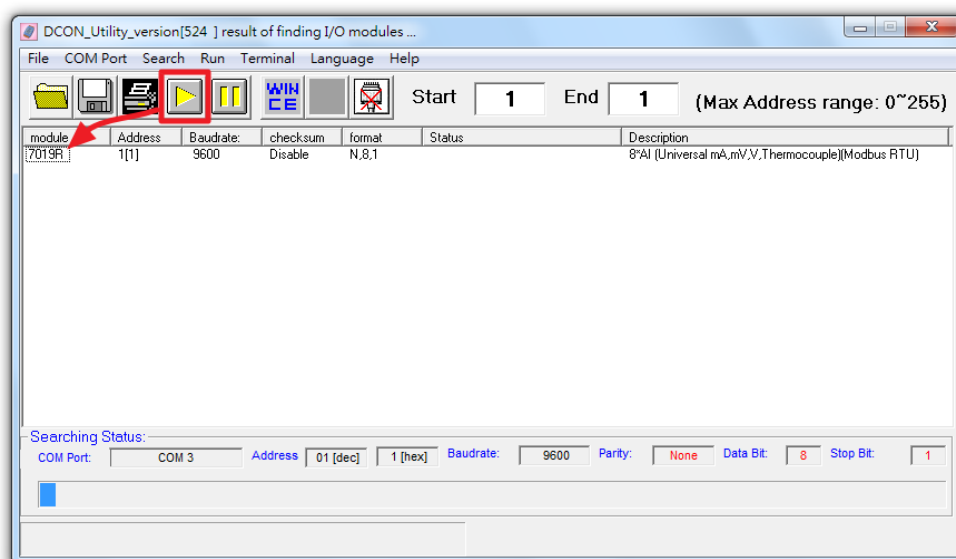 DCON_Utility_version[524 ] result of finding I/O modules ...
File COM Port Search Run Terminal Language Help
WIN CE Start 1 End 1 (Max Address range: 0~255)
module Address Baudrate: checksum format Status Description
7019R 1[1] 9600 Disable N,8,1 8*AI (Universal mA,mV,V,Thermocouple)(Modbus RTU)
Searching Status:
COM Port: COM 3 Address 01 [dec] 1 [hex] Baudrate: 9600 Parity: None Data Bit: 8 Stop Bit: 1